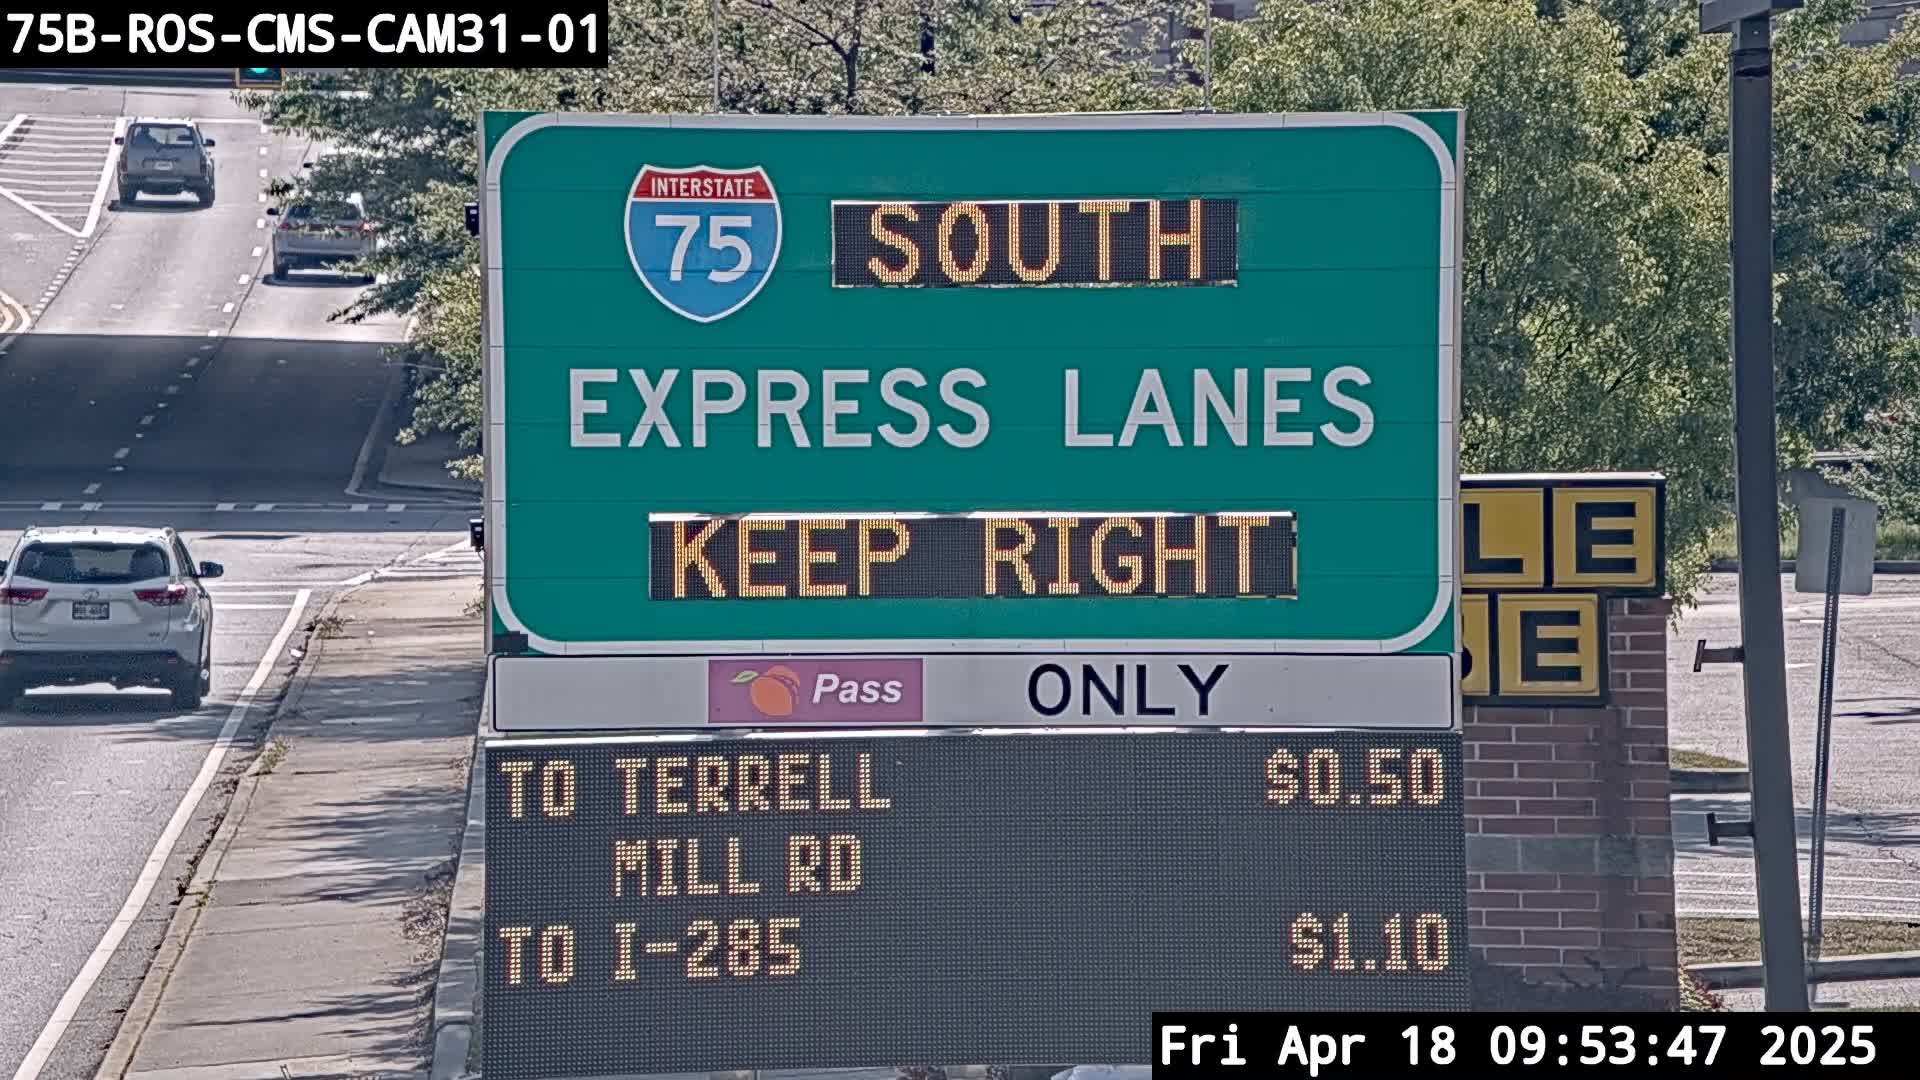 75B-ROS-CMS-CAM31-01
INTERSTATE
75
SOUTH
EXPRESS LANES
KEEP RIGHT
LE
E
Pass ONLY
TO TERRELL $0.50
MILL RD
TO I-285 $1.10
Fri Apr 18 09:53:47 2025